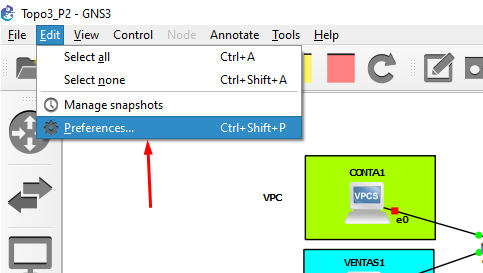 Topo3_P2 - GNS3
File Edit View Control Node Annotate Tools Help
Select all Ctrl+A
Select none Ctrl+Shift+A
Manage snapshots
Preferences... Ctrl+Shift+P
CONTA1
VPC
VPCS
e0
VENTAS1